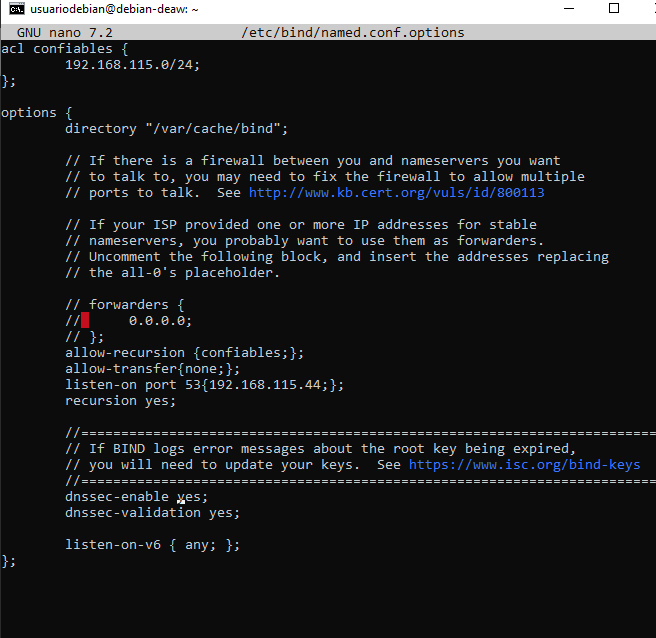 usuariodebian@debian-deaw: ~
GNU nano 7.2 /etc/bind/named.conf.options
acl confiables {
        192.168.115.0/24;
};

options {
        directory "/var/cache/bind";

        // If there is a firewall between you and nameservers you want
        // to talk to, you may need to fix the firewall to allow multiple
        // ports to talk.  See http://www.kb.cert.org/vuls/id/800113

        // If your ISP provided one or more IP addresses for stable
        // nameservers, you probably want to use them as forwarders.
        // Uncomment the following block, and insert the addresses replacing
        // the all-0's placeholder.

        // forwarders {
        //      0.0.0.0;
        // };
        allow-recursion {confiables;};
        allow-transfer{none;};
        listen-on port 53{192.168.115.44;};
        recursion yes;

        //========================================================================
        // If BIND logs error messages about the root key being expired,
        // you will need to update your keys.  See https://www.isc.org/bind-keys
        //========================================================================
        dnssec-enable yes;
        dnssec-validation yes;

        listen-on-v6 { any; };
};